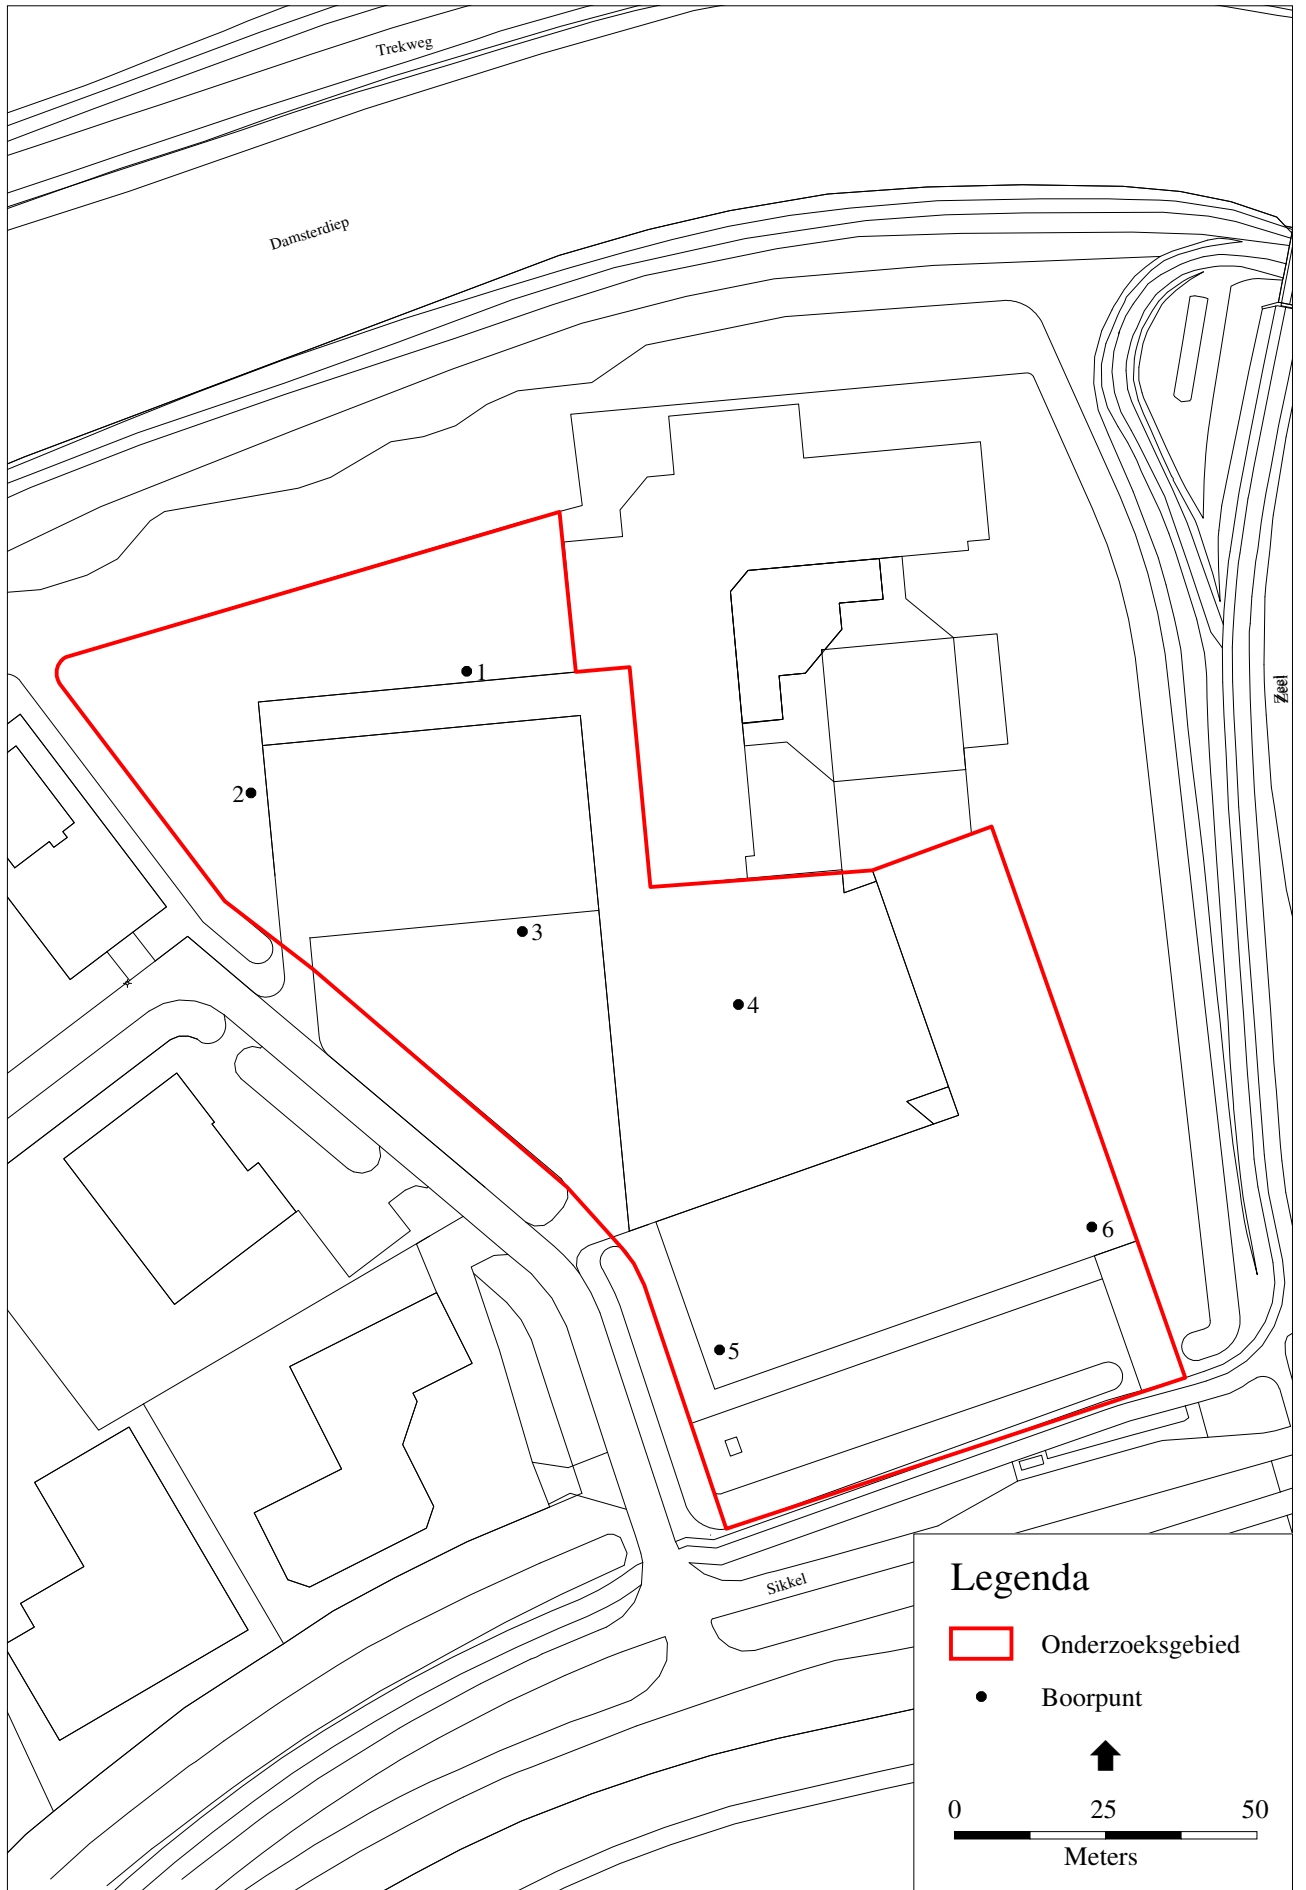 Trekweg
Damsterdiep
Zeel
1
2
3
4
6
5
Sikkel
Legenda
Onderzoeksgebied
Boorpunt
0 25 50
Meters